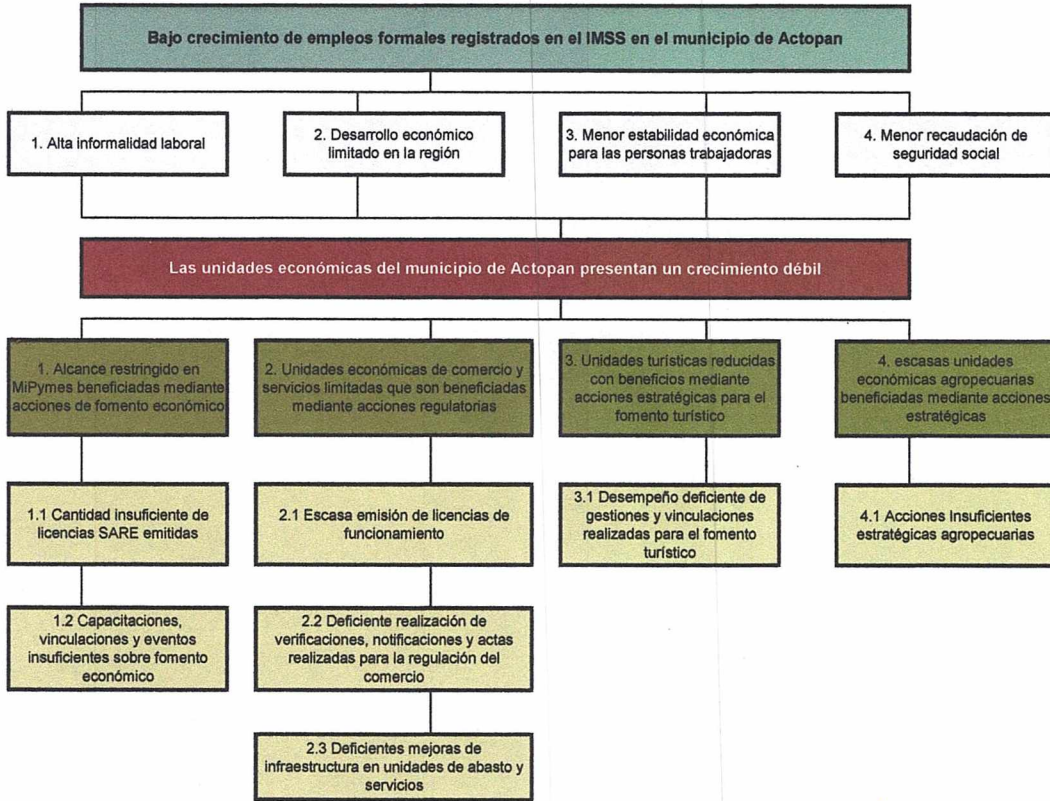 Bajo crecimiento de empleos formales registrados en el IMSS en el municipio de Actopan
1. Alta informalidad laboral
2. Desarrollo económico
limitado en la región
3. Menor estabilidad económica
para las personas trabajadoras
4. Menor recaudación de
seguridad social
Las unidades económicas del municipio de Actopan presentan un crecimiento débil
1. Alcance restringido en
MiPymes beneficiadas mediante
acciones de fomento económico
2. Unidades económicas de comercio y
servicios limitadas que son beneficiadas
mediante acciones regulatorias
3. Unidades turísticas reducidas
con beneficios mediante
acciones estratégicas para el
fomento turístico
4. escasas unidades
económicas agropecuarias
beneficiadas mediante acciones
estratégicas
1.1 Cantidad insuficiente de
licencias SARE emitidas
2.1 Escasa emisión de licencias de
funcionamiento
3.1 Desempeño deficiente de
gestiones y vinculaciones
realizadas para el fomento
turístico
4.1 Acciones Insuficientes
estratégicas agropecuarias
1.2 Capacitaciones,
vinculaciones y eventos
insuficientes sobre fomento
económico
2.2 Deficiente realización de
verificaciones, notificaciones y actas
realizadas para la regulación del
comercio
2.3 Deficientes mejoras de
infraestructura en unidades de abasto y
servicios